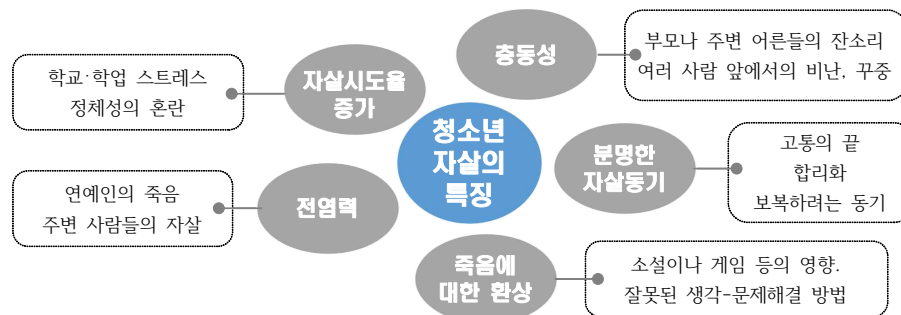 청소년
자살의
특징
충동성
부모나 주변 어른들의 잔소리
여러 사람 앞에서의 비난, 꾸중
자살시도율
증가
학교·학업 스트레스
정체성의 혼란
분명한
자살동기
고통의 끝
합리화
보복하려는 동기
전염력
연예인의 죽음
주변 사람들의 자살
죽음에
대한 환상
소설이나 게임 등의 영향.
잘못된 생각-문제해결 방법